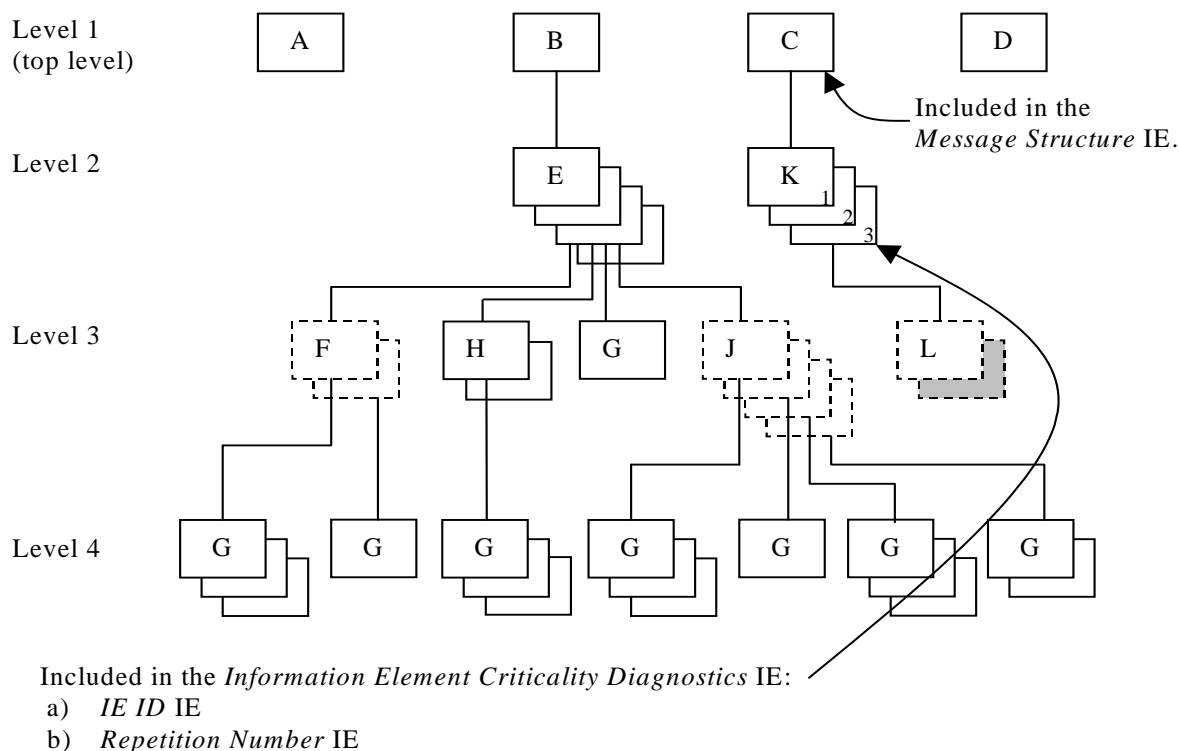 Level 1
(top level)
A
B
C
D
Included in the
Message Structure IE.
Level 2
E
K
1
2
3
Level 3
F
H
G
J
L
Level 4
G
G
G
G
G
G
G
Included in the Information Element Criticality Diagnostics IE:
a) IE ID IE
b) Repetition Number IE